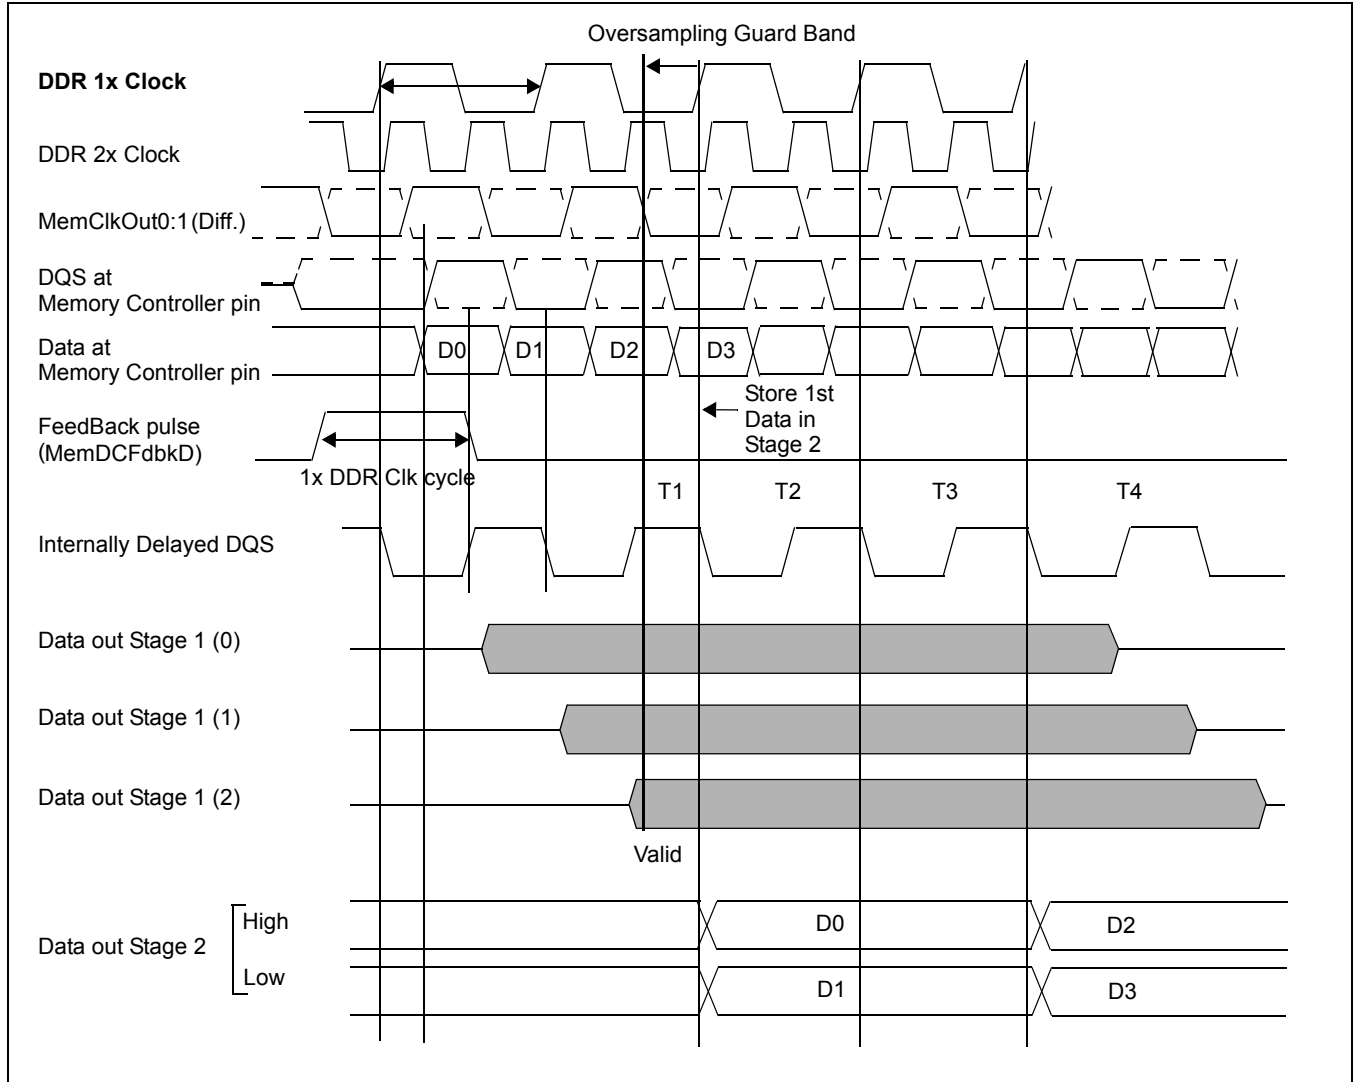 Oversampling Guard Band
DDR 1x Clock
DDR 2x Clock
MemClkOut0:1(Diff.)
DQS at
Memory Controller pin
Data at
Memory Controller pin
D0 D1 D2 D3
Store 1st
Data in
Stage 2
FeedBack pulse
(MemDCFdbkD)
1x DDR Clk cycle
T1 T2 T3 T4
Internally Delayed DQS
Data out Stage 1 (0)
Data out Stage 1 (1)
Data out Stage 1 (2)
Valid
Data out Stage 2
High
D0 D2
Low
D1 D3